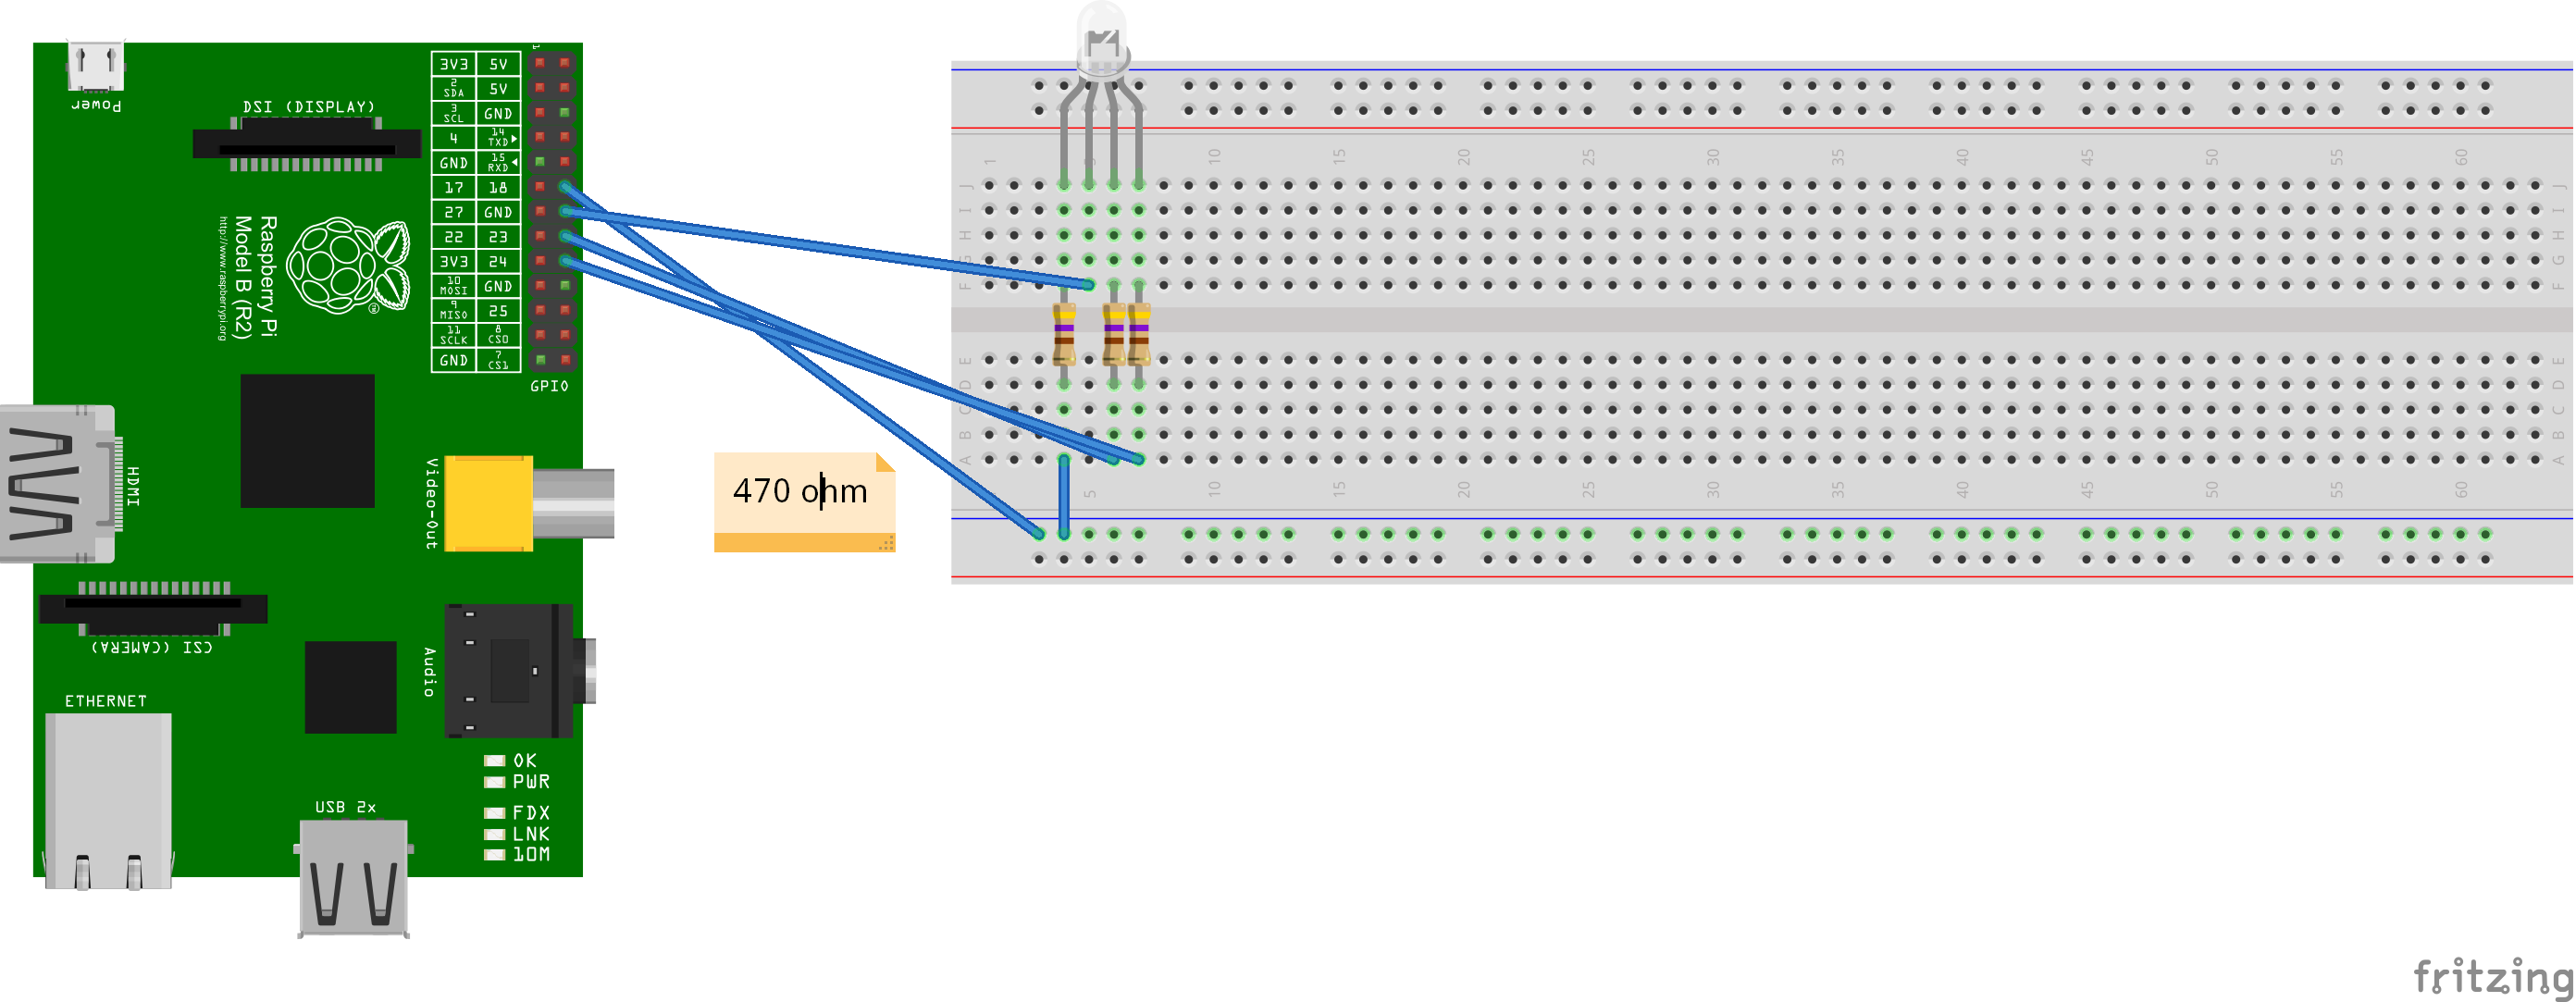 Power
DSI (DISPLAY)
1
3V3 5V
2 SDA 5V
3 SCL GND
4 14 TXD
GND 15 RXD
17 18
27 GND
22 23
3V3 24
10 MOSI GND
9 MISO 25
11 SCLK 8 CS0
GND 7 CS1
GPIO
Raspberry Pi
Model B (R2)
http://www.raspberrypi.org
TM
HDMI
Video-Out
CSI (CAMERA)
Audio
ETHERNET
OK
PWR
FDX
LNK
10M
USB 2x
470 ohm
1 5 10 15 20 25 30 35 40 45 50 55 60
J J
I I
H H
G G
F F
E E
D D
C C
B B
A A
5 10 15 20 25 30 35 40 45 50 55 60
fritzing